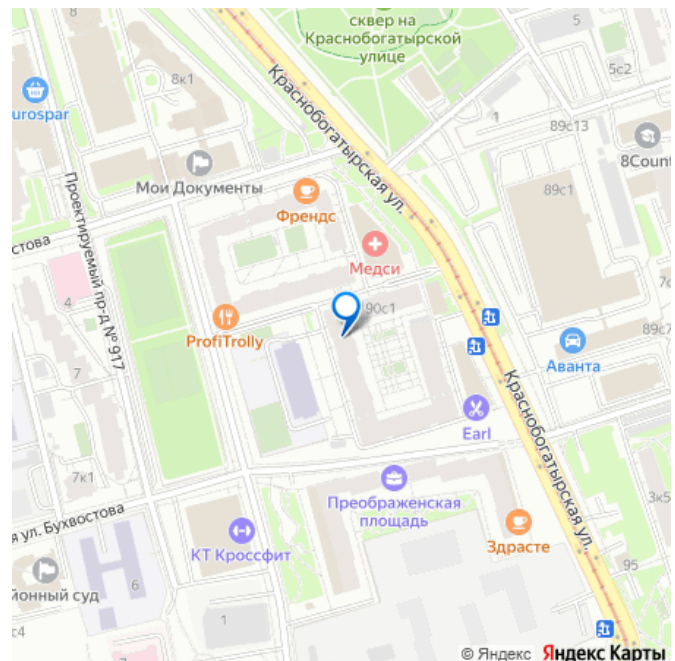 8
сквер на
Краснобогатырской
улице
5
8к1
5с2
urospar
Краснобогатырская ул.
1
89с13
Мои Документы
8Count
Проектируемый пр-д № 917
Френдс
89с1
стова
Медси
4
90с1
ProfiTrolly
89с7
Аванта
7
Краснобогатырская ул.
Earl
7к1
Преображенская
площадь
3к5
я ул. Бухвостова
КТ Кроссфит
Здрасте
йонный суд
6
95
1
с4
© Яндекс Яндекс Карты